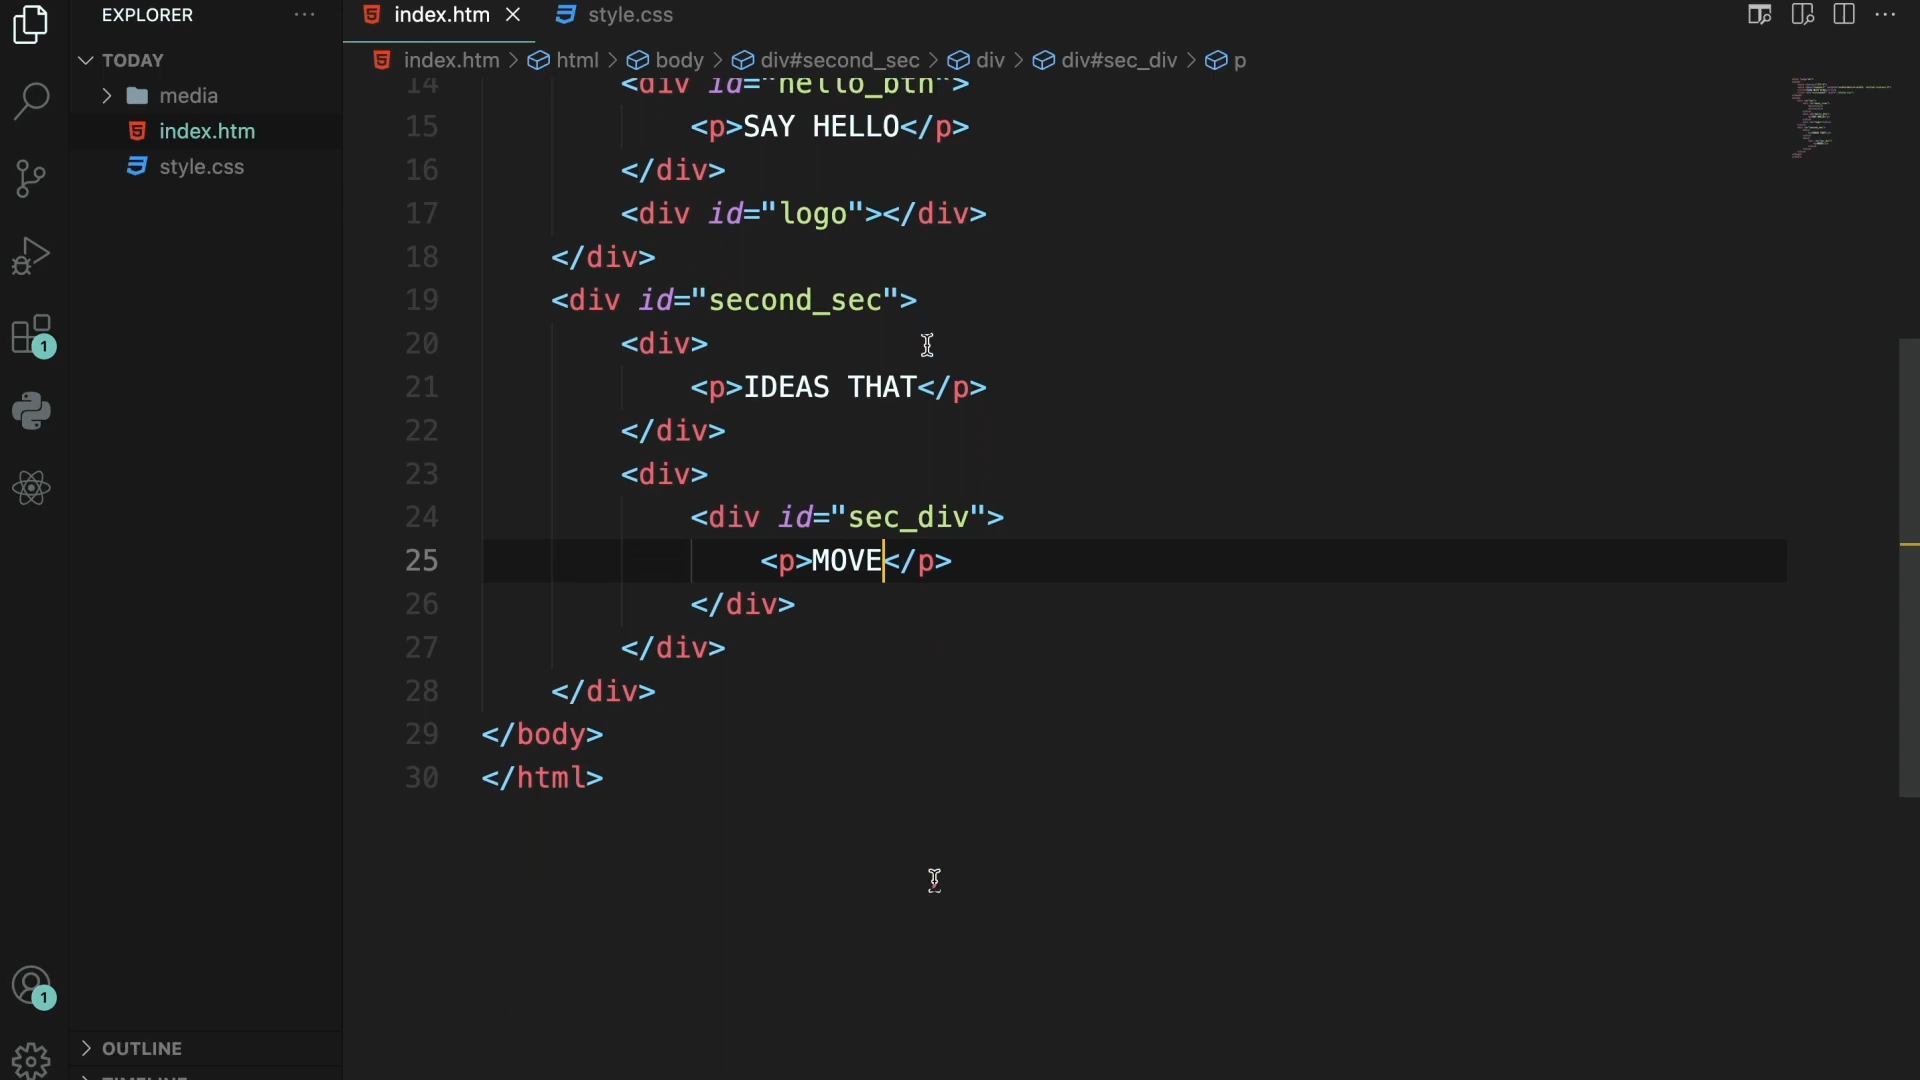 EXPLORER
TODAY
media
index.htm
style.css
OUTLINE
TIMELINE
1
1
index.htm
style.css
index.htm > html > body > div#second_sec > div > div#sec_div > p
14 <div id="hello_btn">
15 <p>SAY HELLO</p>
16 </div>
17 <div id="logo"></div>
18 </div>
19 <div id="second_sec">
20 <div>
21 <p>IDEAS THAT</p>
22 </div>
23 <div>
24 <div id="sec_div">
25 <p>MOVE</p>
26 </div>
27 </div>
28 </div>
29 </body>
30 </html>